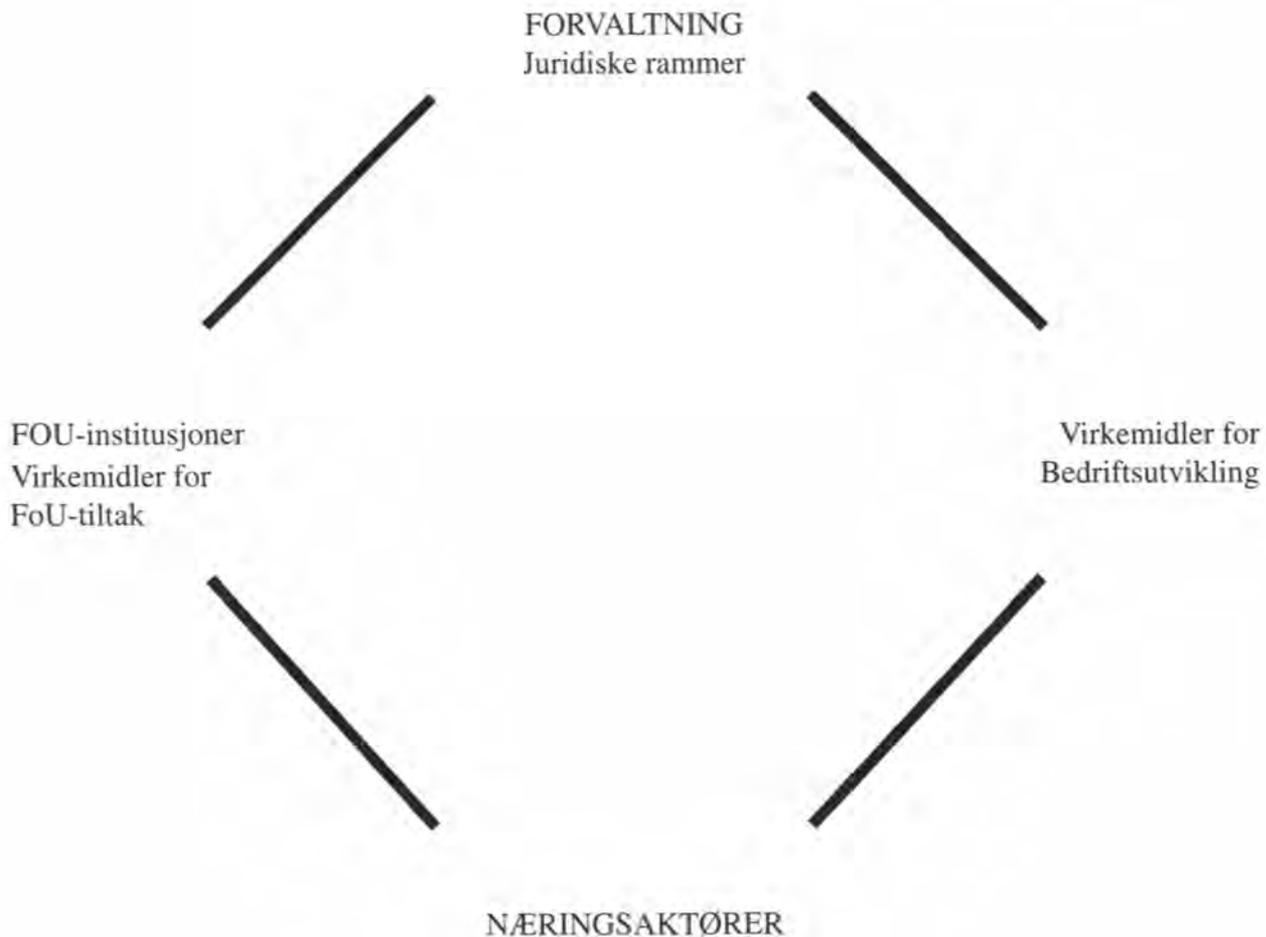 FORVALTNING
Juridiske rammer
FOU-institusjoner
Virkemidler for
FoU-tiltak
Virkemidler for
Bedriftsutvikling
NÆRINGSAKTØRER